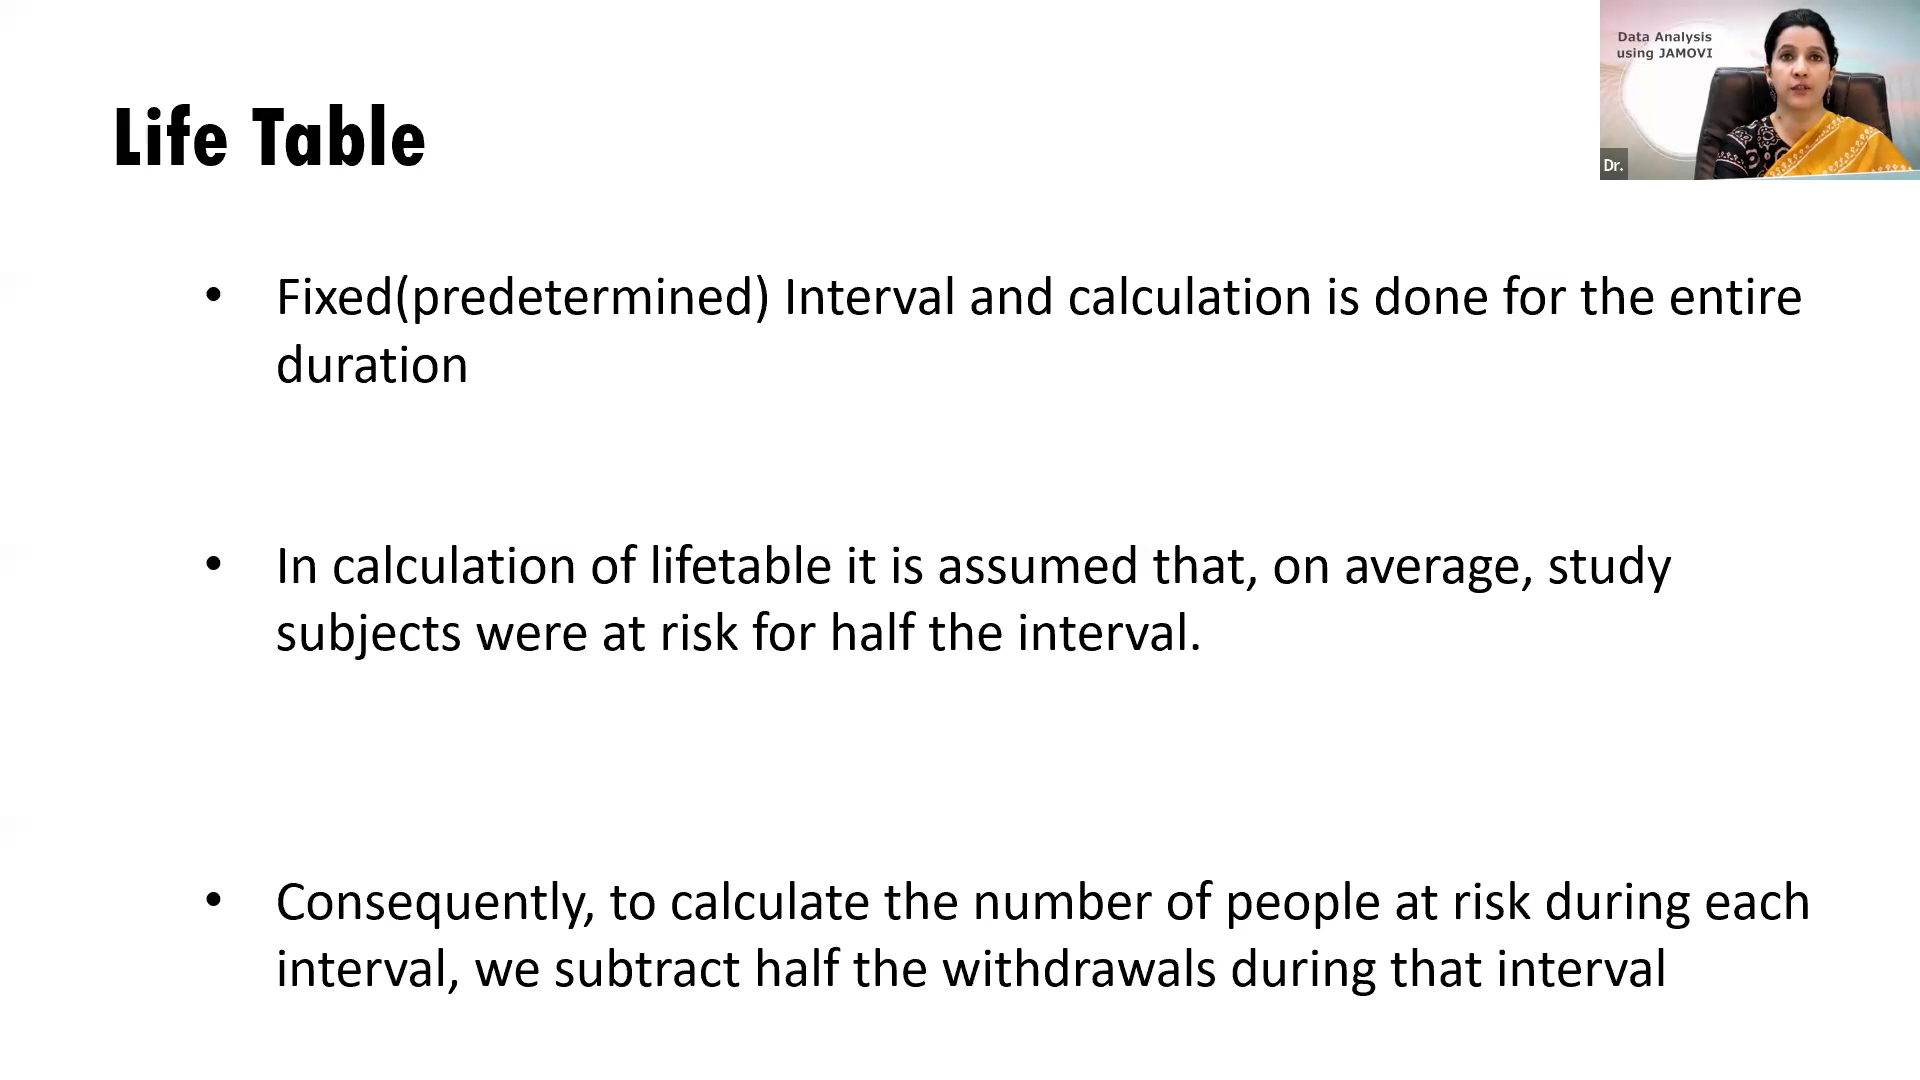 Life Table
Data Analysis
using JAMOVI
Dr.
• Fixed(predetermined) Interval and calculation is done for the entire
duration
• In calculation of lifetable it is assumed that, on average, study
subjects were at risk for half the interval.
• Consequently, to calculate the number of people at risk during each
interval, we subtract half the withdrawals during that interval